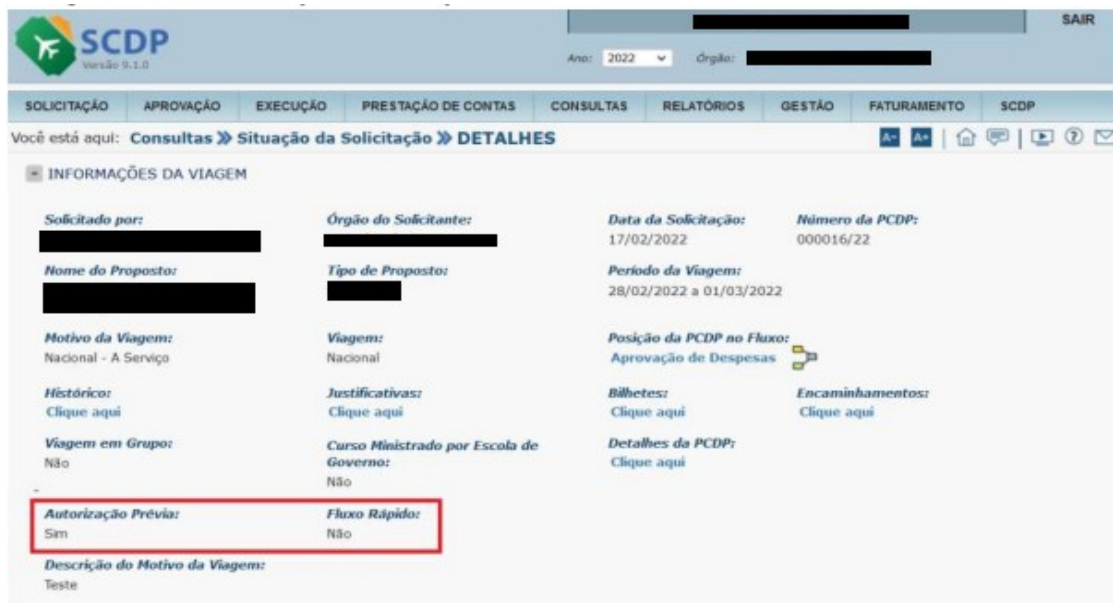 SAIR
SCDP
Versão 9.1.0
Ano: 2022 Órgão:
SOLICITAÇÃO APROVAÇÃO EXECUÇÃO PRESTAÇÃO DE CONTAS CONSULTAS RELATÓRIOS GESTÃO FATURAMENTO SCDP
Você está aqui: Consultas » Situação da Solicitação » DETALHES A- A+
INFORMAÇÕES DA VIAGEM
Solicitado por: Órgão do Solicitante: Data da Solicitação: Número da PCDP:
17/02/2022 000016/22
Nome do Proposto: Tipo de Proposto: Período da Viagem:
28/02/2022 a 01/03/2022
Motivo da Viagem: Viagem: Posição da PCDP no Fluxo:
Nacional - A Serviço Nacional Aprovação de Despesas
Histórico: Justificativas: Bilhetes: Encaminhamentos:
Clique aqui Clique aqui Clique aqui Clique aqui
Viagem em Grupo: Curso Ministrado por Escola de Governo: Detalhes da PCDP:
Não Não Clique aqui
Autorização Prévia: Fluxo Rápido:
Sim Não
Descrição do Motivo da Viagem:
Teste